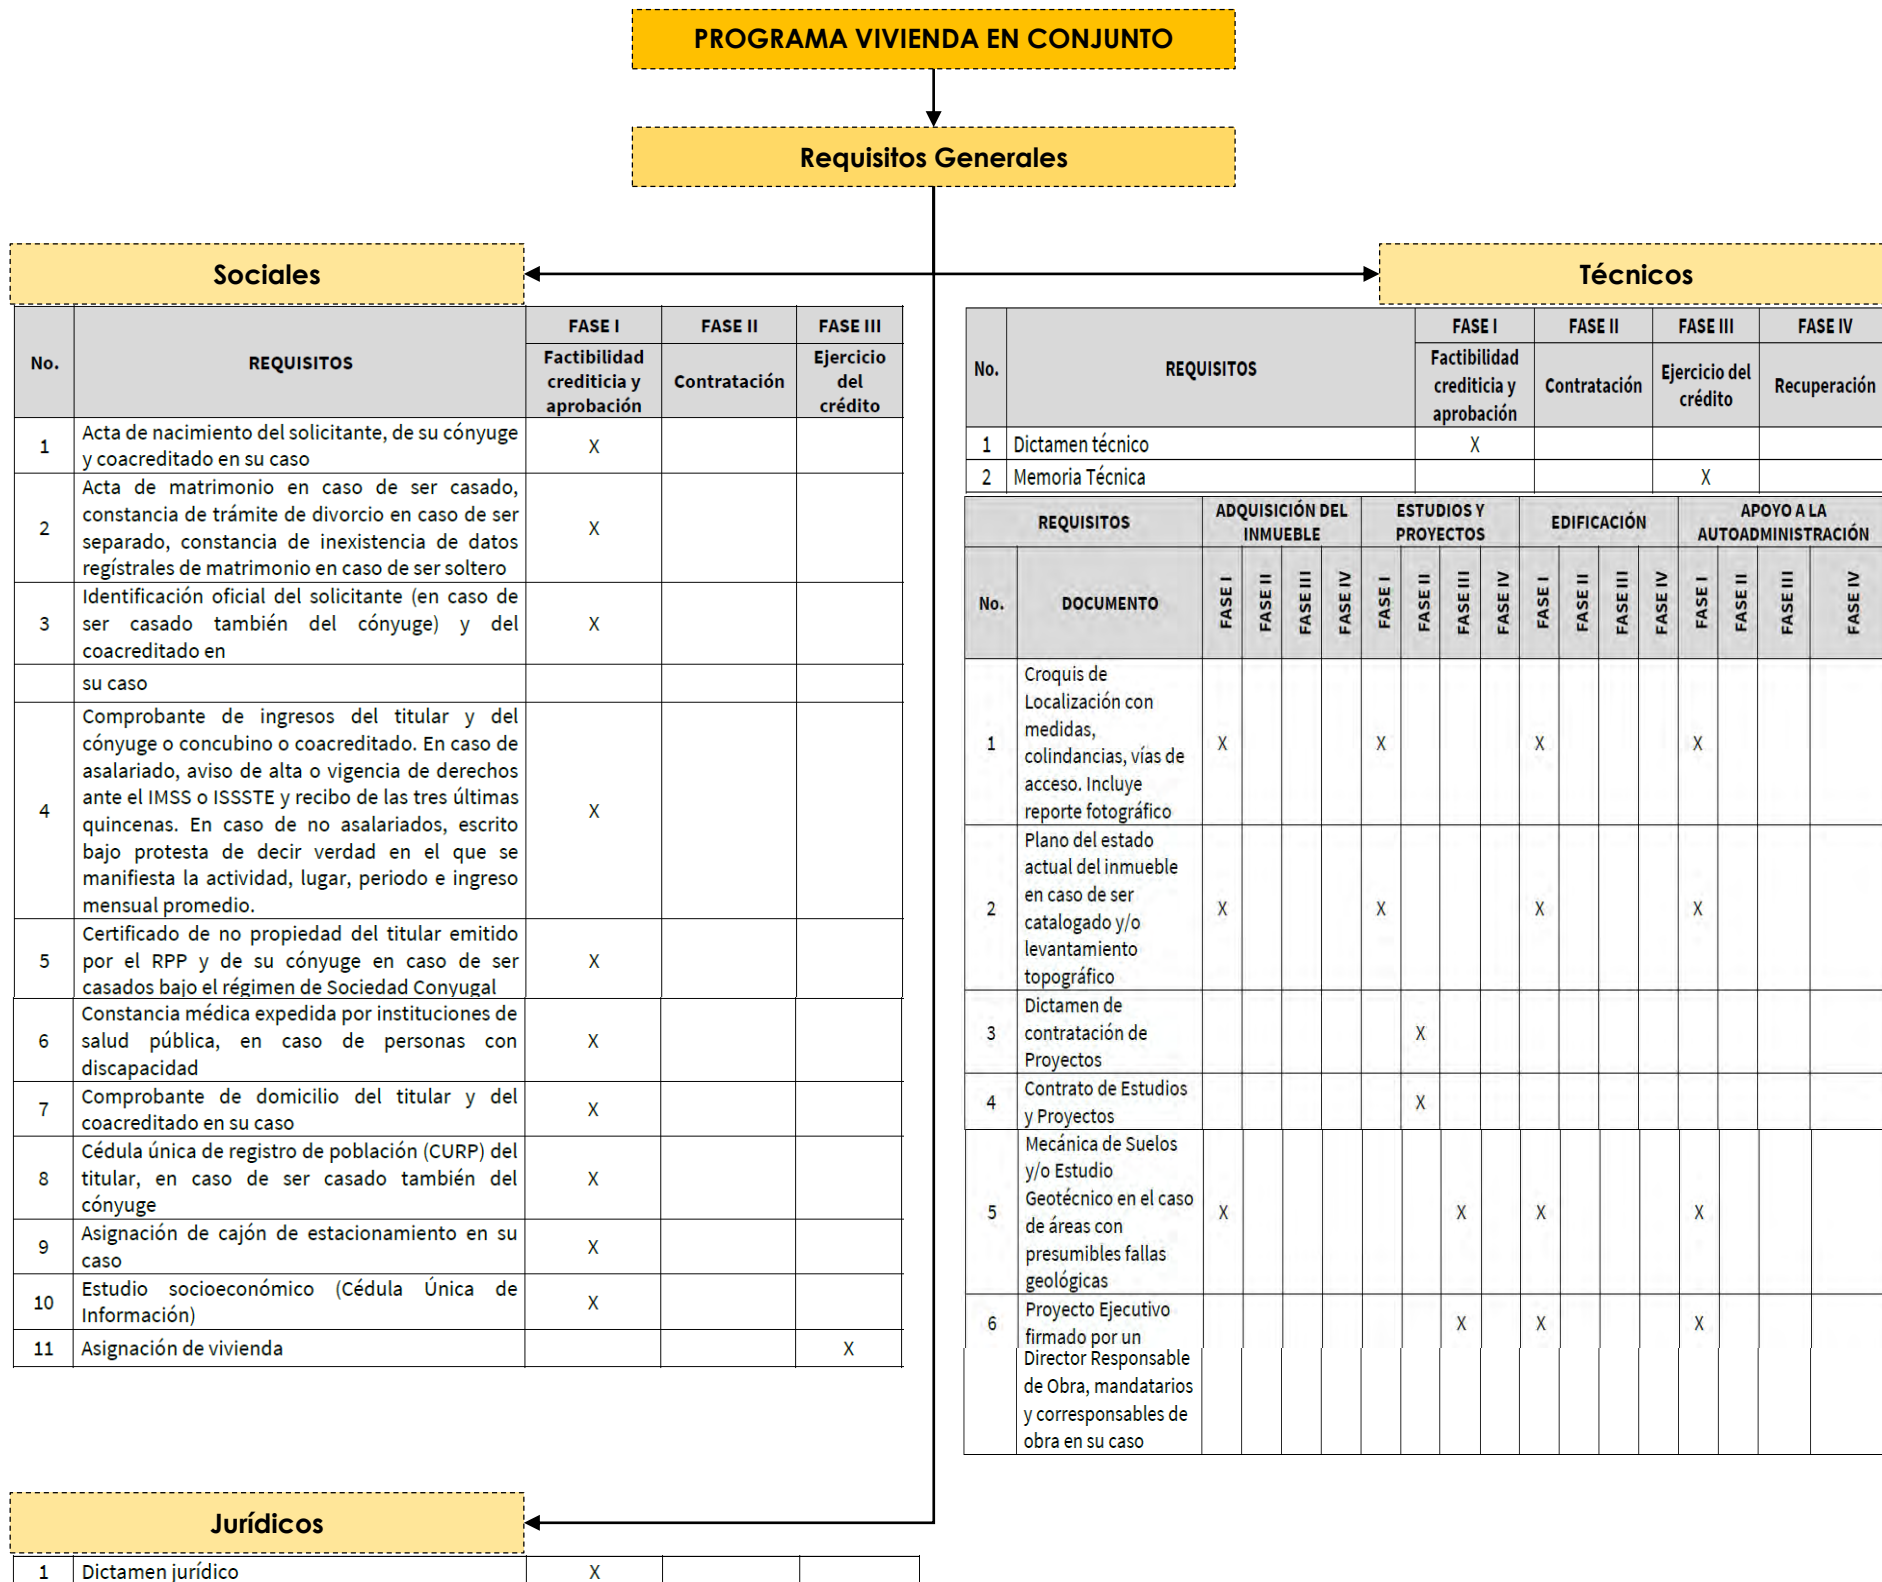 PROGRAMA VIVIENDA EN CONJUNTO
Requisitos Generales
Sociales
No.
REQUISITOS
FASE I
FASE II
FASE III
Factibilidad
crediticia y
aprobación
Contratación
Ejercicio
del
crédito
1
Acta de nacimiento del solicitante, de su cónyuge
y coacreditado en su caso
X
2
Acta de matrimonio en caso de ser casado,
constancia de trámite de divorcio en caso de ser
separado, constancia de inexistencia de datos
regístrales de matrimonio en caso de ser soltero
X
3
Identificación oficial del solicitante (en caso de
ser casado también del cónyuge) y del
coacreditado en
X
su caso
4
Comprobante de ingresos del titular y del
cónyuge o concubino o coacreditado. En caso de
asalariado, aviso de alta o vigencia de derechos
ante el IMSS o ISSSTE y recibo de las tres últimas
quincenas. En caso de no asalariados, escrito
bajo protesta de decir verdad en el que se
manifiesta la actividad, lugar, periodo e ingreso
mensual promedio.
X
5
Certificado de no propiedad del titular emitido
por el RPP y de su cónyuge en caso de ser
casados bajo el régimen de Sociedad Conyugal
X
6
Constancia médica expedida por instituciones de
salud pública, en caso de personas con
discapacidad
X
7
Comprobante de domicilio del titular y del
coacreditado en su caso
X
8
Cédula única de registro de población (CURP) del
titular, en caso de ser casado también del
cónyuge
X
9
Asignación de cajón de estacionamiento en su
caso
X
10
Estudio socioeconómico (Cédula Única de
Información)
X
11
Asignación de vivienda
X
Técnicos
No.
REQUISITOS
FASE I
FASE II
FASE III
FASE IV
Factibilidad
crediticia y
aprobación
Contratación
Ejercicio del
crédito
Recuperación
1 Dictamen técnico X
2 Memoria Técnica X
REQUISITOS
ADQUISICIÓN DEL
INMUEBLE
ESTUDIOS Y
PROYECTOS
EDIFICACIÓN
APOYO A LA
AUTOADMINISTRACIÓN
No.
DOCUMENTO
FASE I
FASE II
FASE III
FASE IV
FASE I
FASE II
FASE III
FASE IV
FASE I
FASE II
FASE III
FASE IV
FASE I
FASE II
FASE III
FASE IV
1
Croquis de
Localización con
medidas,
colindancias, vías de
acceso. Incluye
reporte fotográfico
X X X X
2
Plano del estado
actual del inmueble
en caso de ser
catalogado y/o
levantamiento
topográfico
X X X X
3
Dictamen de
contratación de
Proyectos
X
4
Contrato de Estudios
y Proyectos
X
5
Mecánica de Suelos
y/o Estudio
Geotécnico en el caso
de áreas con
presumibles fallas
geológicas
X X X X
6
Proyecto Ejecutivo
firmado por un
X X X
Director Responsable
de Obra, mandatarios
y corresponsables de
obra en su caso
Jurídicos
1 Dictamen jurídico X